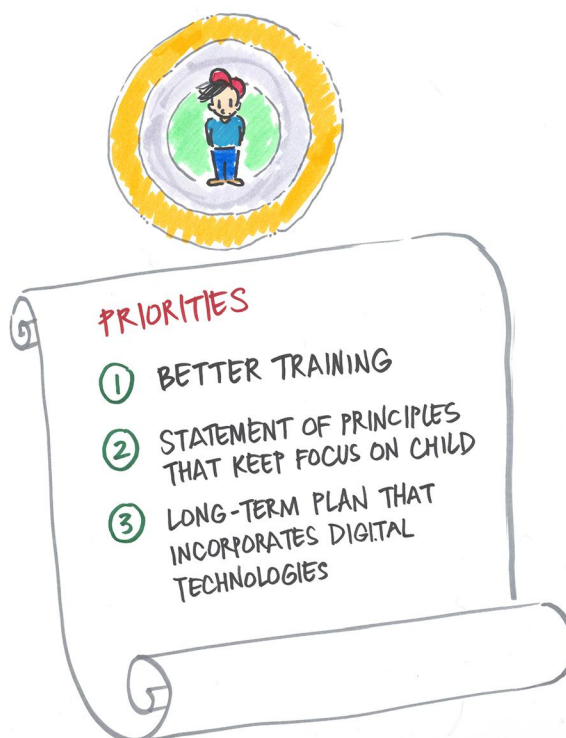 PRIORITIES
1 BETTER TRAINING
2 STATEMENT OF PRINCIPLES
THAT KEEP FOCUS ON CHILD
3 LONG-TERM PLAN THAT
INCORPORATES DIGITAL
TECHNOLOGIES